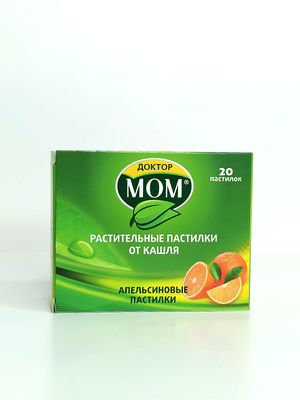 ДОКТОР
МОМ®
20
пастилок
РАСТИТЕЛЬНЫЕ ПАСТИЛКИ
ОТ КАШЛЯ
АПЕЛЬСИНОВЫЕ
ПАСТИЛКИ